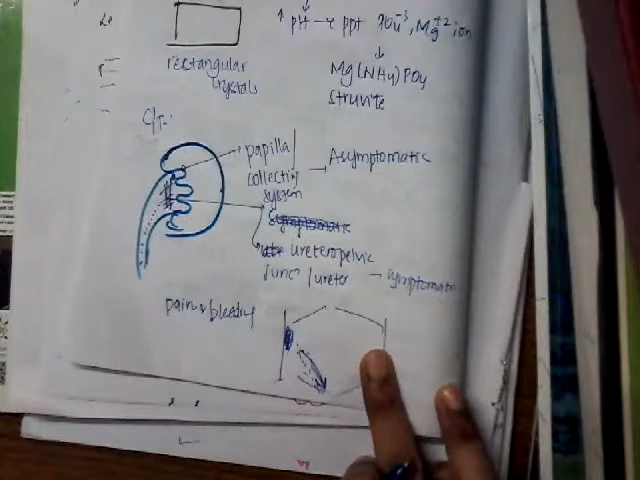 ↑ pH → ppt PO4⁻³, Mg⁺² ion
↓
Mg(NH4)PO4
struvite
rectangular
crystals
C/F:-
papilla/
collecting
system
→ Asymptomatic
ureteropelvic
junc / ureter → symptomatic
pain & bleeding